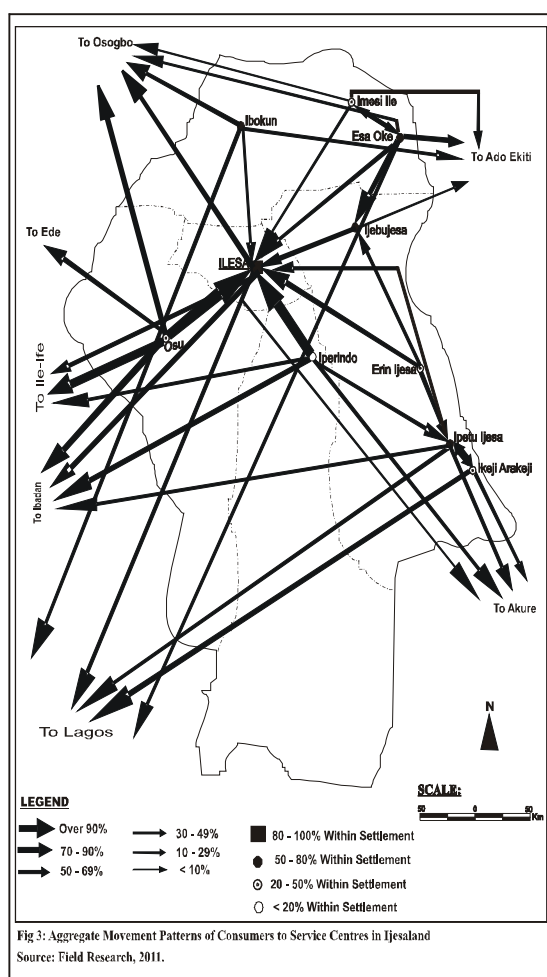 To Osogbo
Imesi Ile
Ibokun
Esa Oke
To Ado Ekiti
Ijebujesa
To Ede
ILESA
Osu
Iperindo
Erin Ijesa
To Ile-Ife
Ipetu Ijesa
Ikeji Arakeji
To Ibadan
To Akure
To Lagos
N
LEGEND
Over 90%
70 - 90%
50 - 69%
30 - 49%
10 - 29%
< 10%
80 - 100% Within Settlement
50 - 80% Within Settlement
20 - 50% Within Settlement
< 20% Within Settlement
SCALE:
50 0 50
Km
Fig 3: Aggregate Movement Patterns of Consumers to Service Centres in Ijesaland
Source: Field Research, 2011.